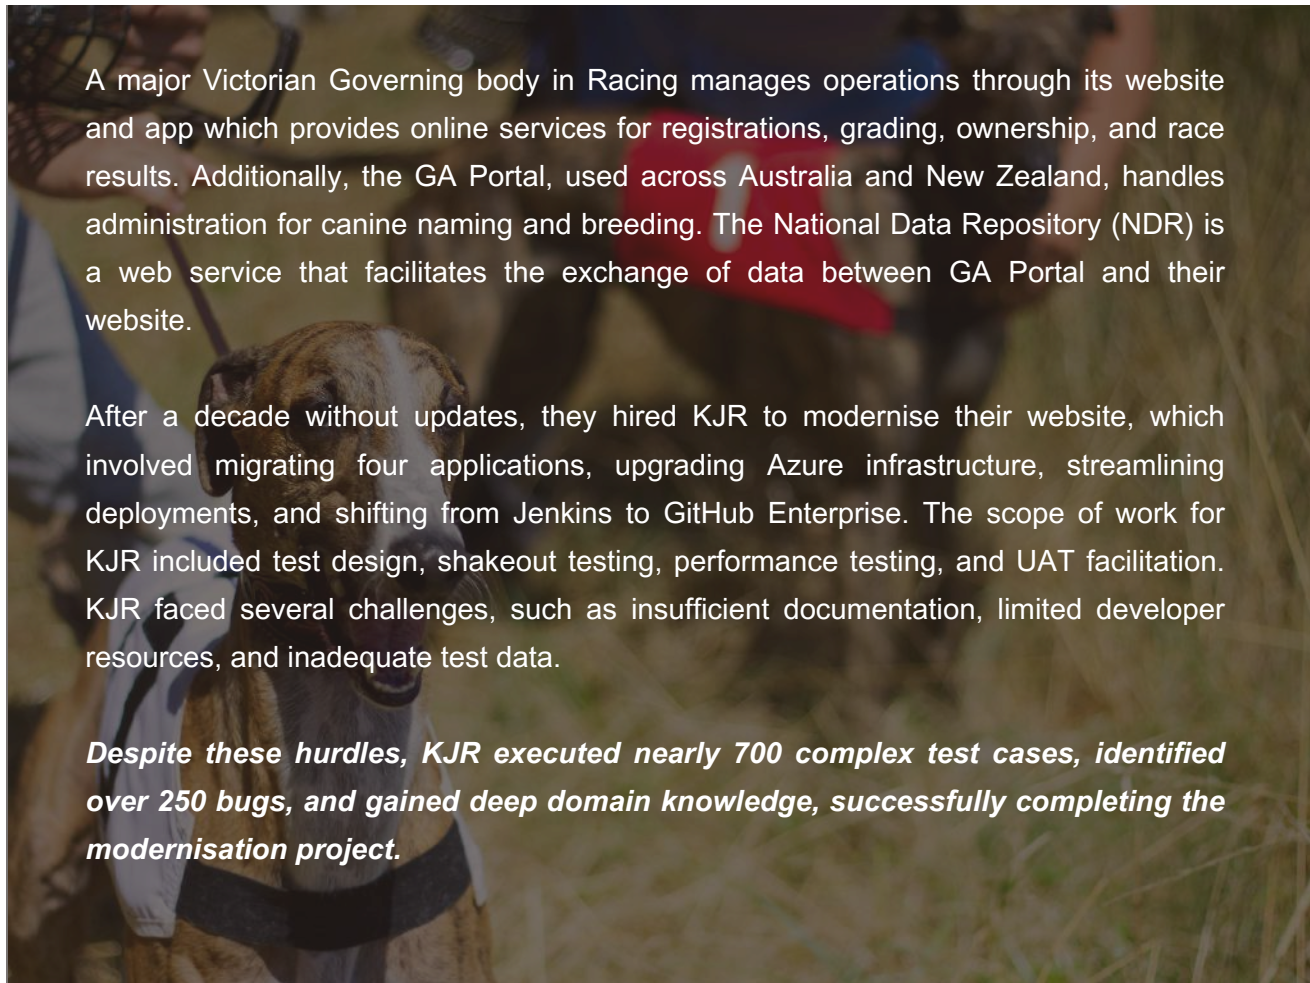 A major Victorian Governing body in Racing manages operations through its website
and app which provides online services for registrations, grading, ownership, and race
results. Additionally, the GA Portal, used across Australia and New Zealand, handles
administration for canine naming and breeding. The National Data Repository (NDR) is
a web service that facilitates the exchange of data between GA Portal and their
website.
After a decade without updates, they hired KJR to modernise their website, which
involved migrating four applications, upgrading Azure infrastructure, streamlining
deployments, and shifting from Jenkins to GitHub Enterprise. The scope of work for
KJR included test design, shakeout testing, performance testing, and UAT facilitation.
KJR faced several challenges, such as insufficient documentation, limited developer
resources, and inadequate test data.
Despite these hurdles, KJR executed nearly 700 complex test cases, identified
over 250 bugs, and gained deep domain knowledge, successfully completing the
modernisation project.
1